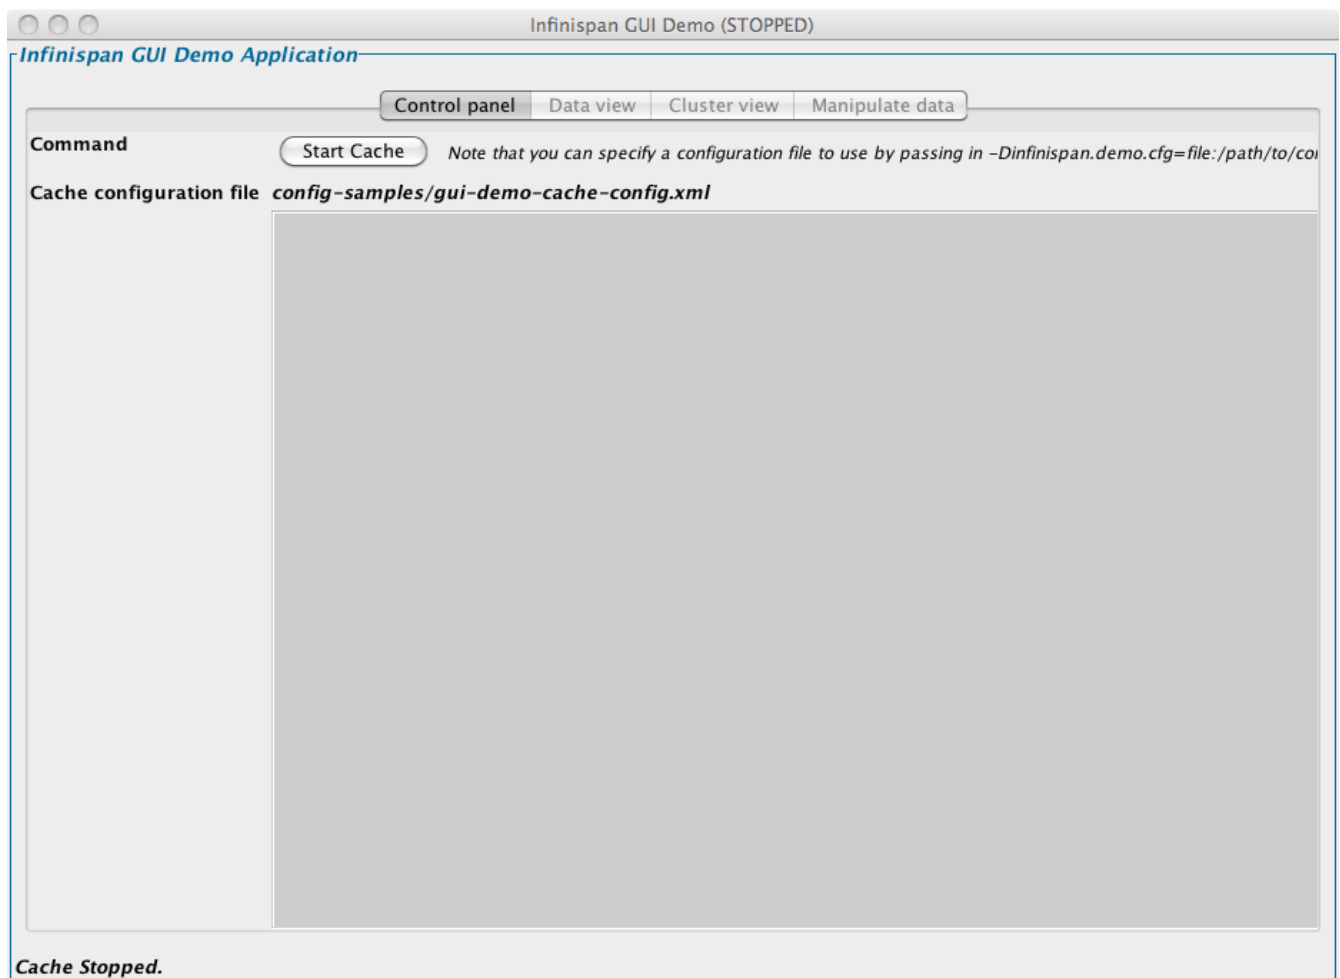 Infinispan GUI Demo (STOPPED)
Infinispan GUI Demo Application
Control panel Data view Cluster view Manipulate data
Command Start Cache Note that you can specify a configuration file to use by passing in -Dinfinispan.demo.cfg=file:/path/to/
Cache configuration file config-samples/gui-demo-cache-config.xml
Cache Stopped.